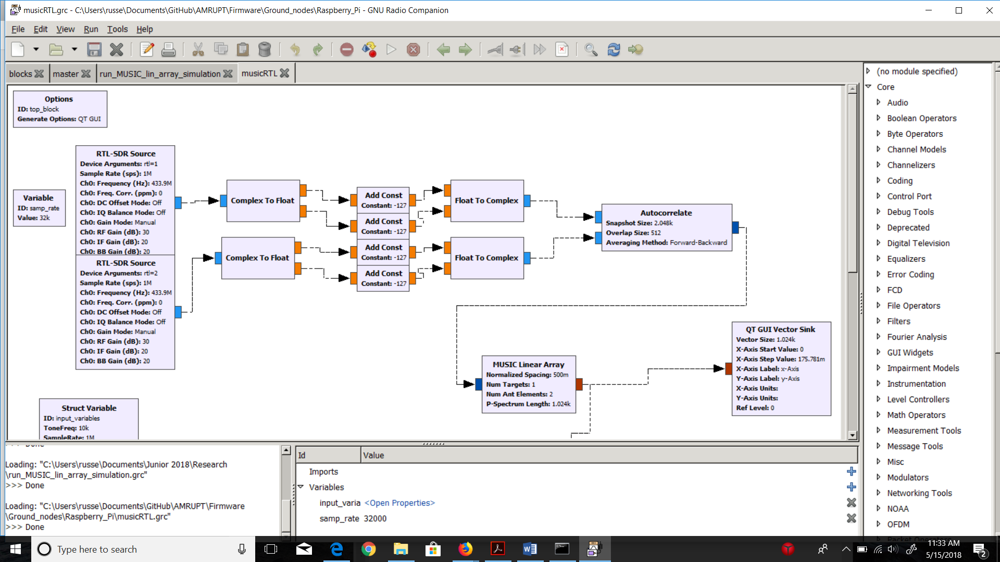 musicRTL.grc - C:\Users\russe\Documents\GitHub\AMRUPT\Firmware\Ground_nodes\Raspberry_Pi - GNU Radio Companion
File Edit View Run Tools Help
blocks master run_MUSIC_lin_array_simulation musicRTL
Options
ID: top_block
Generate Options: QT GUI
Variable
ID: samp_rate
Value: 32k
RTL-SDR Source
Device Arguments: rtl=1
Sample Rate (sps): 1M
Ch0: Frequency (Hz): 433.9M
Ch0: Freq. Corr. (ppm): 0
Ch0: DC Offset Mode: Off
Ch0: IQ Balance Mode: Off
Ch0: Gain Mode: Manual
Ch0: RF Gain (dB): 30
Ch0: IF Gain (dB): 20
Ch0: BB Gain (dB): 20
RTL-SDR Source
Device Arguments: rtl=2
Sample Rate (sps): 1M
Ch0: Frequency (Hz): 433.9M
Ch0: Freq. Corr. (ppm): 0
Ch0: DC Offset Mode: Off
Ch0: IQ Balance Mode: Off
Ch0: Gain Mode: Manual
Ch0: RF Gain (dB): 30
Ch0: IF Gain (dB): 20
Ch0: BB Gain (dB): 20
Complex To Float
Complex To Float
Add Const
Constant: -127
Add Const
Constant: -127
Add Const
Constant: -127
Add Const
Constant: -127
Float To Complex
Float To Complex
Autocorrelate
Snapshot Size: 2.048k
Overlap Size: 512
Averaging Method: Forward-Backward
MUSIC Linear Array
Normalized Spacing: 500m
Num Targets: 1
Num Ant Elements: 2
P-Spectrum Length: 1.024k
QT GUI Vector Sink
Vector Size: 1.024k
X-Axis Start Value: 0
X-Axis Step Value: 175.781m
X-Axis Label: x-Axis
Y-Axis Label: y-Axis
X-Axis Units:
Y-Axis Units:
Ref Level: 0
Struct Variable
ID: input_variables
ToneFreq: 10k
SampleRate: 1M
(no module specified)
Core
Audio
Boolean Operators
Byte Operators
Channel Models
Channelizers
Coding
Control Port
Debug Tools
Deprecated
Digital Television
Equalizers
Error Coding
FCD
File Operators
Filters
Fourier Analysis
GUI Widgets
Impairment Models
Instrumentation
Level Controllers
Math Operators
Measurement Tools
Message Tools
Misc
Modulators
Networking Tools
NOAA
OFDM
Packet Operators
>>> Done
Loading: "C:\Users\russe\Documents\Junior 2018\Research
\run_MUSIC_lin_array_simulation.grc"
>>> Done
Loading: "C:\Users\russe\Documents\GitHub\AMRUPT\Firmware
\Ground_nodes\Raspberry_Pi\musicRTL.grc"
>>> Done
Id Value
Imports
Variables
input_varia <Open Properties>
samp_rate 32000
Type here to search
11:33 AM
5/15/2018
2